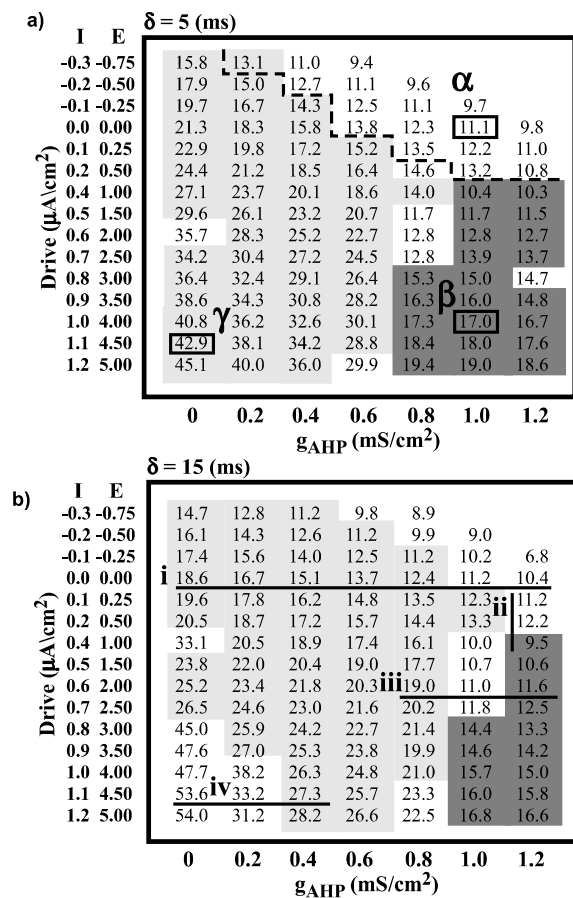 a)
δ = 5 (ms)
I E
-0.3 -0.75 15.8 13.1 11.0 9.4
-0.2 -0.50 17.9 15.0 12.7 11.1 9.6 α
-0.1 -0.25 19.7 16.7 14.3 12.5 11.1 9.7
0.0 0.00 21.3 18.3 15.8 13.8 12.3 11.1 9.8
0.1 0.25 22.9 19.8 17.2 15.2 13.5 12.2 11.0
0.2 0.50 24.4 21.2 18.5 16.4 14.6 13.2 10.8
0.4 1.00 27.1 23.7 20.1 18.6 14.0 10.4 10.3
0.5 1.50 29.6 26.1 23.2 20.7 11.7 11.7 11.5
0.6 2.00 35.7 28.3 25.2 22.7 12.8 12.8 12.7
0.7 2.50 34.2 30.4 27.2 24.5 12.8 13.9 13.7
0.8 3.00 36.4 32.4 29.1 26.4 15.3 15.0 14.7
0.9 3.50 38.6 34.3 30.8 28.2 16.3 β 16.0 14.8
1.0 4.00 40.8 γ 36.2 32.6 30.1 17.3 17.0 16.7
1.1 4.50 42.9 38.1 34.2 28.8 18.4 18.0 17.6
1.2 5.00 45.1 40.0 36.0 29.9 19.4 19.0 18.6
Drive (μA\cm²)
0 0.2 0.4 0.6 0.8 1.0 1.2
g_AHP (mS/cm²)
b)
δ = 15 (ms)
I E
-0.3 -0.75 14.7 12.8 11.2 9.8 8.9
-0.2 -0.50 16.1 14.3 12.6 11.2 9.9 9.0
-0.1 -0.25 17.4 15.6 14.0 12.5 11.2 10.2 6.8
0.0 0.00 i 18.6 16.7 15.1 13.7 12.4 11.2 10.4
0.1 0.25 19.6 17.8 16.2 14.8 13.5 12.3 ii 11.2
0.2 0.50 20.5 18.7 17.2 15.7 14.4 13.3 12.2
0.4 1.00 33.1 20.5 18.9 17.4 16.1 10.0 9.5
0.5 1.50 23.8 22.0 20.4 19.0 17.7 10.7 10.6
0.6 2.00 25.2 23.4 21.8 20.3 iii 19.0 11.0 11.6
0.7 2.50 26.5 24.6 23.0 21.6 20.2 11.8 12.5
0.8 3.00 45.0 25.9 24.2 22.7 21.4 14.4 13.3
0.9 3.50 47.6 27.0 25.3 23.8 19.9 14.6 14.2
1.0 4.00 47.7 38.2 26.3 24.8 21.0 15.7 15.0
1.1 4.50 53.6 iv 33.2 27.3 25.7 23.3 16.0 15.8
1.2 5.00 54.0 31.2 28.2 26.6 22.5 16.8 16.6
Drive (μA\cm²)
0 0.2 0.4 0.6 0.8 1.0 1.2
g_AHP (mS/cm²)